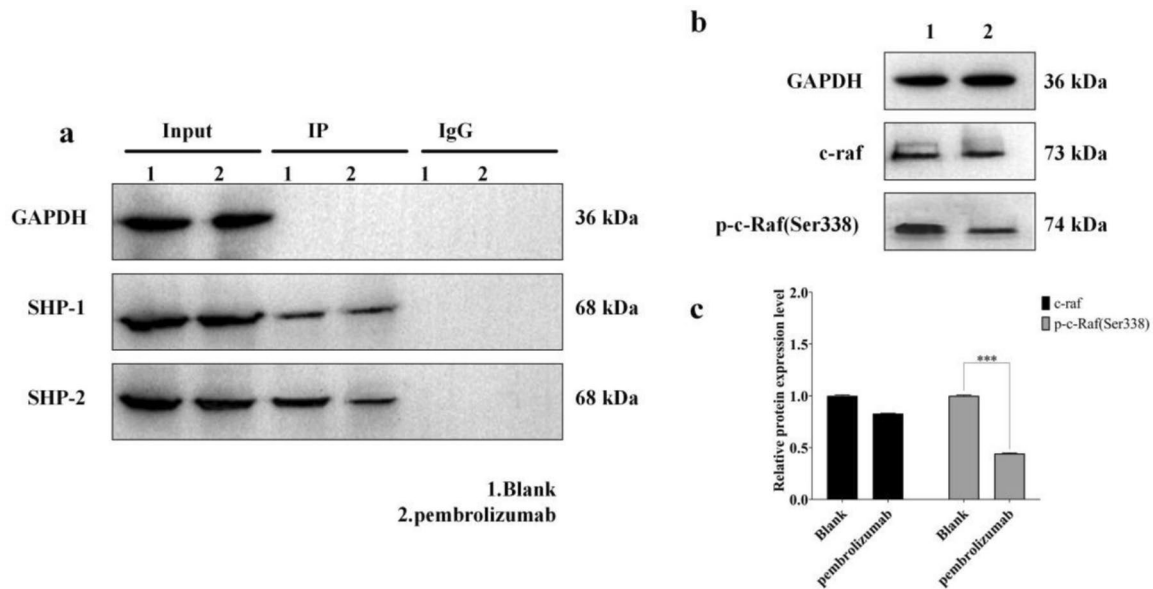 a
Input IP IgG
1 2 1 2 1 2
GAPDH 36 kDa
SHP-1 68 kDa
SHP-2 68 kDa
1.Blank
2.pembrolizumab
b
1 2
GAPDH 36 kDa
c-raf 73 kDa
p-c-Raf(Ser338) 74 kDa
c
Relative protein expression level
2.0
1.5
1.0
0.5
0.0
c-raf
p-c-Raf(Ser338)
***
Blank pembrolizumab Blank pembrolizumab